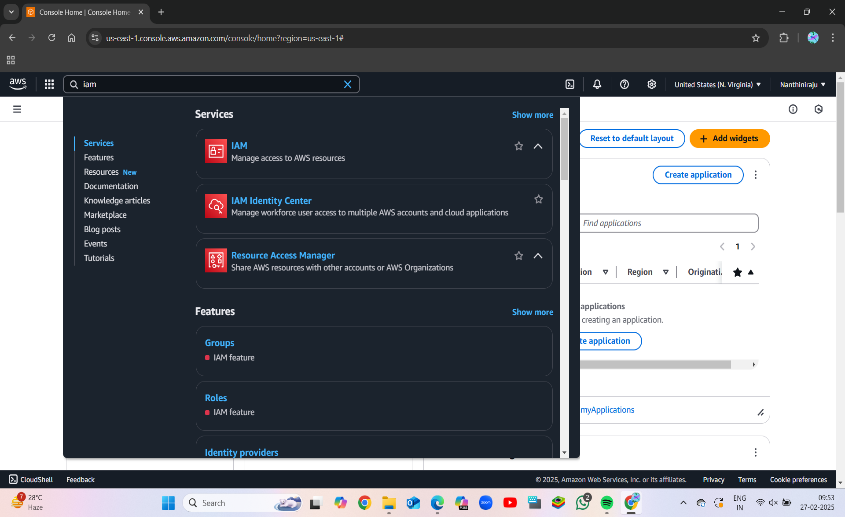 Console Home | Console Home
us-east-1.console.aws.amazon.com/console/home?region=us-east-1#
aws
iam
United States (N. Virginia) ▼
Nanthiniraju ▼
Services
Show more
Services
Features
Resources New
Documentation
Knowledge articles
Marketplace
Blog posts
Events
Tutorials
IAM
Manage access to AWS resources
IAM Identity Center
Manage workforce user access to multiple AWS accounts and cloud applications
Resource Access Manager
Share AWS resources with other accounts or AWS Organizations
Features
Show more
Groups
IAM feature
Roles
IAM feature
Identity providers
Reset to default layout
+ Add widgets
Create application
Find applications
1
ion
Region
Originati.
applications
creating an application.
te application
myApplications
CloudShell
Feedback
© 2025, Amazon Web Services, Inc. or its affiliates.
Privacy
Terms
Cookie preferences
7
28°C
Haze
Search
2
ENG
IN
09:53
27-02-2025